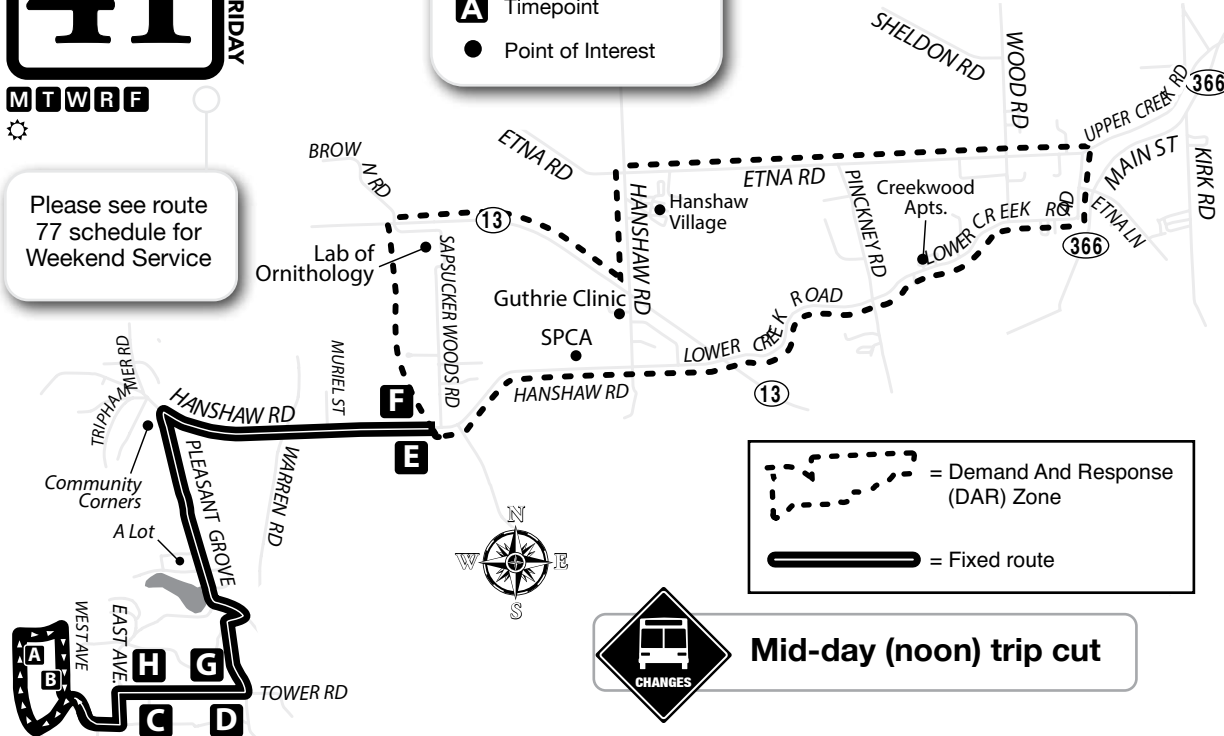 41
FRIDAY
M T W R F
A Timepoint
Point of Interest
Please see route
77 schedule for
Weekend Service
SHELDON RD
WOOD RD
366
UPPER CREEK RD
MAIN ST
KIRK RD
BROWN RD
ETNA RD
ETNA RD
PINCKNEY RD
Creekwood
Apts.
LOWER CREEK ROAD
RD
ETNA LN
366
13
HANSHAW RD
Hanshaw
Village
Lab of
Ornithology
SAPSUCKER WOODS RD
Guthrie Clinic
SPCA
LOWER CREEK ROAD
13
HANSHAW RD
TRIPHAMMER RD
HANSHAW RD
MURIEL ST
F
E
WARREN RD
PLEASANT GROVE
Community
Corners
A Lot
N
W E
S
= Demand And Response
(DAR) Zone
= Fixed route
WEST AVE
EAST AVE.
A
B
H
G
C
D
TOWER RD
CHANGES
Mid-day (noon) trip cut